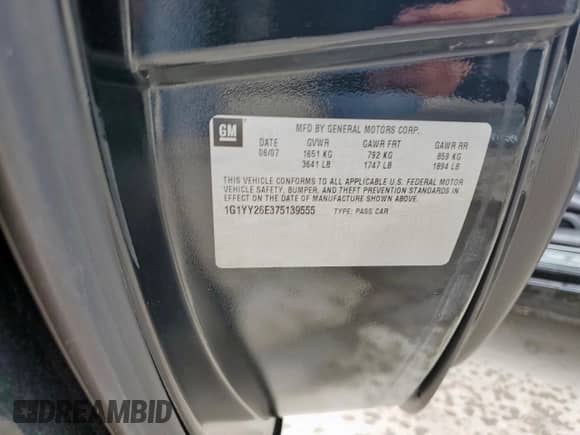 GM
MFD BY GENERAL MOTORS CORP.
DATE GVWR GAWR FRT GAWR RR
06/07 1651 KG 792 KG 859 KG
3641 LB 1747 LB 1894 LB
THIS VEHICLE CONFORMS TO ALL APPLICABLE U.S. FEDERAL MOTOR
VEHICLE SAFETY, BUMPER, AND THEFT PREVENTION STANDARDS IN
EFFECT ON THE DATE OF MANUFACTURE SHOWN ABOVE.
1G1YY26E375139555 TYPE: PASS CAR
DREAMBID